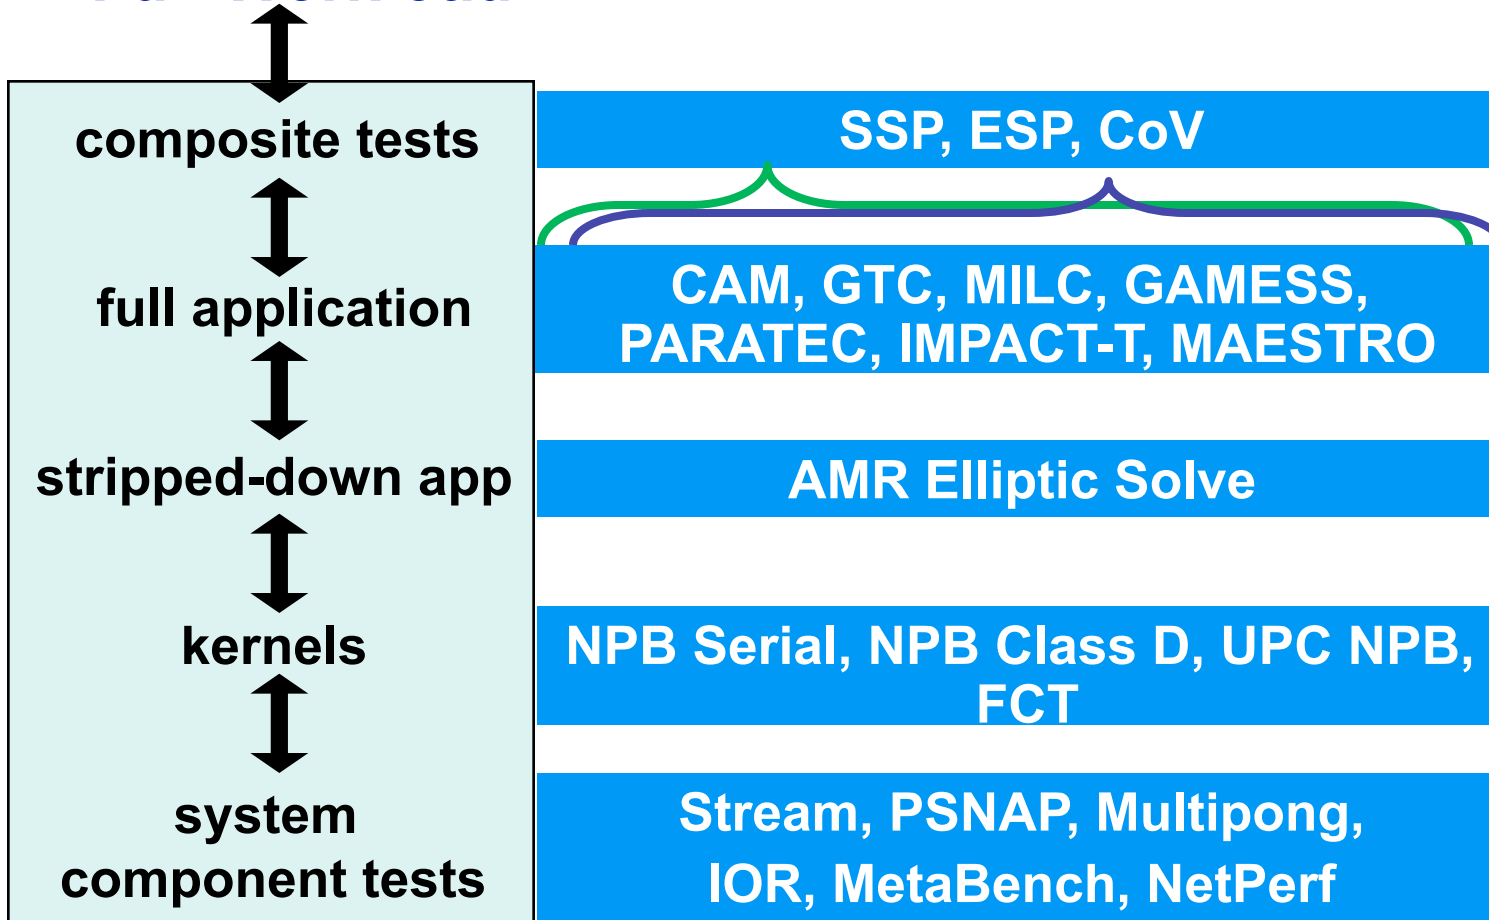 composite tests
SSP, ESP, CoV
full application
CAM, GTC, MILC, GAMESS,
PARATEC, IMPACT-T, MAESTRO
stripped-down app
AMR Elliptic Solve
kernels
NPB Serial, NPB Class D, UPC NPB,
FCT
system
component tests
Stream, PSNAP, Multipong,
IOR, MetaBench, NetPerf